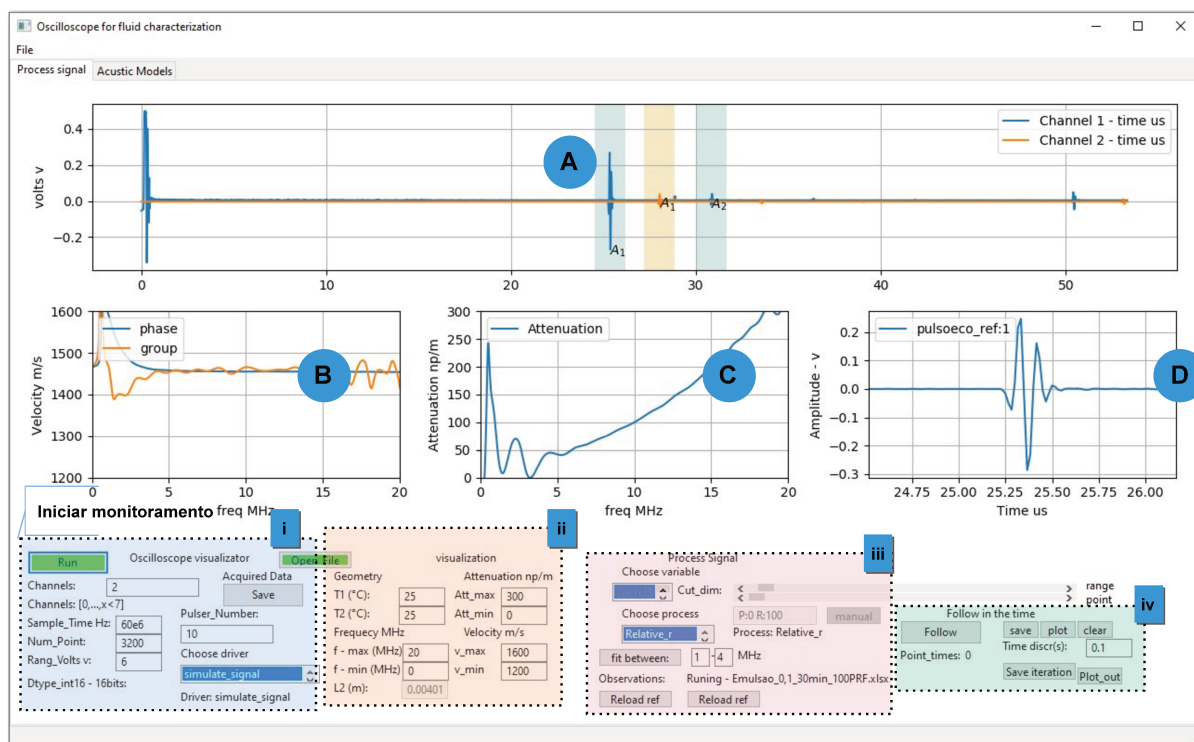 Oscilloscope for fluid characterization
File
Process signal Acustic Models
0.4
0.2
0.0
−0.2
volts v
A
Channel 1 - time us
Channel 2 - time us
A1
A1
A2
0 10 20 30 40 50
1600
1500
1400
1300
1200
Velocity m/s
phase
group
B
0 5 10 15 20
freq MHz
300
250
200
150
100
50
0
Attenuation np/m
Attenuation
C
0 5 10 15 20
freq MHz
0.2
0.1
0.0
−0.1
−0.2
−0.3
Amplitude - v
pulsoeco_ref:1
D
24.75 25.00 25.25 25.50 25.75 26.00
Time us
Iniciar monitoramento
i
Run
Oscilloscope visualizator
Open File
Channels: 2
Acquired Data
Save
Channels: [0,...,x<7]
Sample_Time Hz: 60e6
Pulser_Number:
Num_Point: 3200
10
Rang_Volts v: 6
Choose driver
simulate_signal
Dtype_int16 - 16bits:
Driver: simulate_signal
ii
visualization
Geometry Attenuation np/m
T1 (°C): 25 Att_max 300
T2 (°C): 25 Att_min 0
Frequecy MHz Velocity m/s
f - max (MHz) 20 v_max 1600
f - min (MHz) 0 v_min 1200
L2 (m): 0.00401
iii
Process Signal
Choose variable
Cut_dim:
range
point
Choose process P:0 R:100 manual
Relative_r Process: Relative_r
fit between: 1 -4 MHz
Observations: Runing - Emulsao_0,1_30min_100PRF.xlsx
Reload ref Reload ref
iv
Follow in the time
Follow save plot clear
Point_times: 0 Time discr(s): 0.1
Save iteration Plot_out